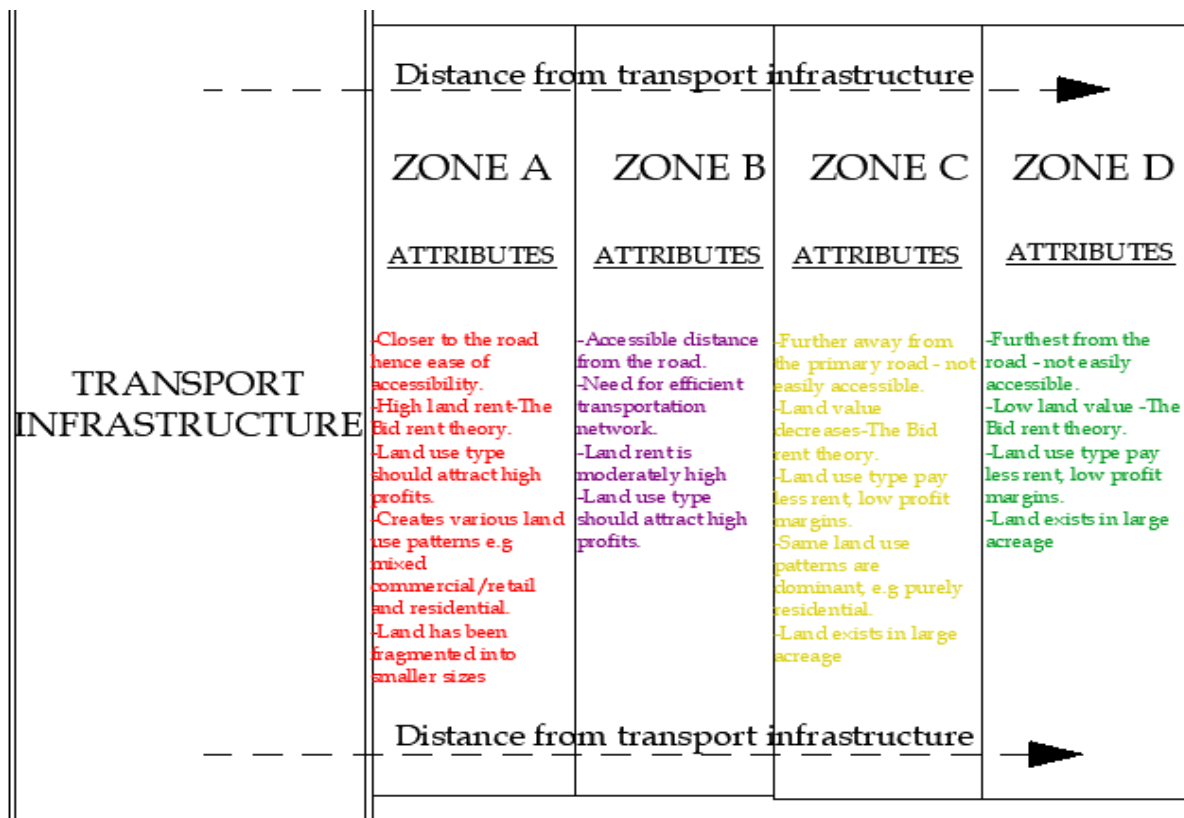 Distance from transport infrastructure
ZONE A
ZONE B
ZONE C
ZONE D
ATTRIBUTES
ATTRIBUTES
ATTRIBUTES
ATTRIBUTES
TRANSPORT
INFRASTRUCTURE
-Closer to the road
hence ease of
accessibility.
-High land rent-The
Bid rent theory.
-Land use type
should attract high
profits.
-Creates various land
use patterns e.g
mixed
commercial/retail
and residential.
-Land has been
fragmented into
smaller sizes
-Accessible distance
from the road.
-Need for efficient
transportation
network.
-Land rent is
moderately high
-Land use type
should attract high
profits.
-Further away from
the primary road - not
easily accessible.
-Land value
decreases-The Bid
rent theory.
-Land use type pay
less rent, low profit
margins.
-Same land use
patterns are
dominant, e.g purely
residential.
-Land exists in large
acreage
-Furthest from the
road - not easily
accessible.
-Low land value -The
Bid rent theory.
-Land use type pay
less rent, low profit
margins.
-Land exists in large
acreage
Distance from transport infrastructure